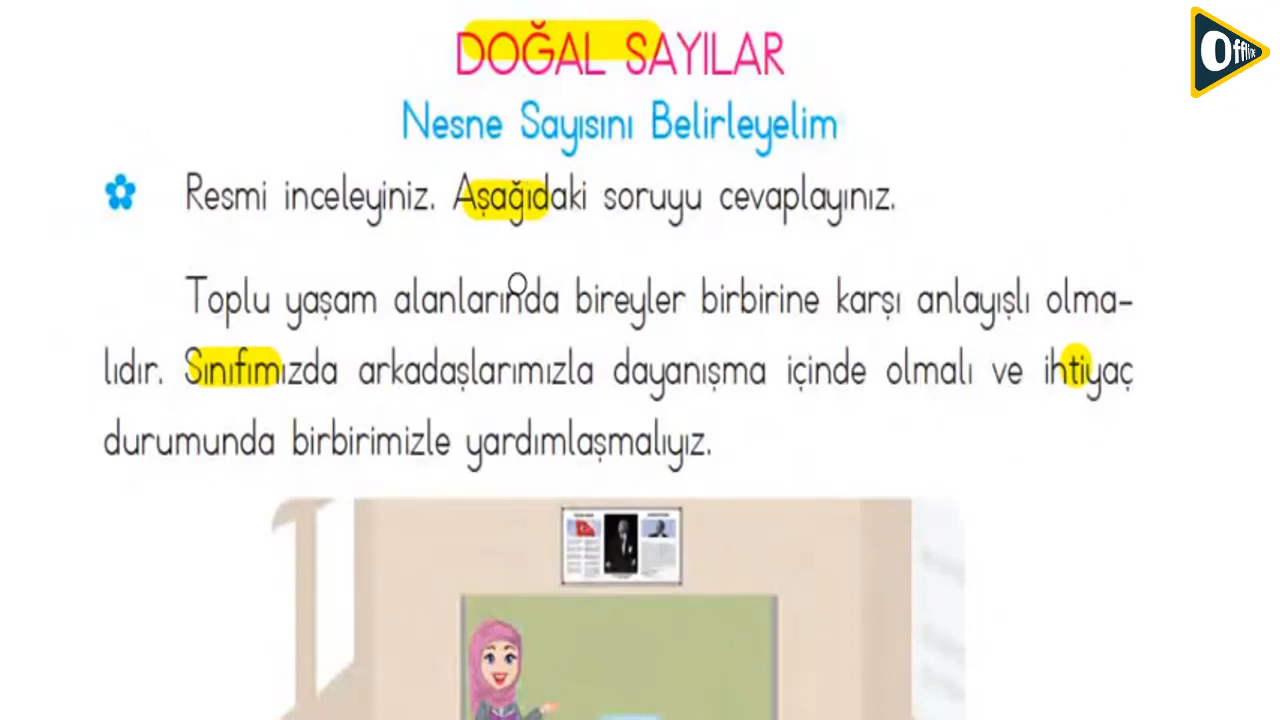 DOĞAL SAYILAR
Nesne Sayısını Belirleyelim
Resmi inceleyiniz. Aşağıdaki soruyu cevaplayınız.
Toplu yaşam alanlarında bireyler birbirine karşı anlayışlı olma-
lıdır. Sınıfımızda arkadaşlarımızla dayanışma içinde olmalı ve ihtiyaç
durumunda birbirimizle yardımlaşmalıyız.
Offline